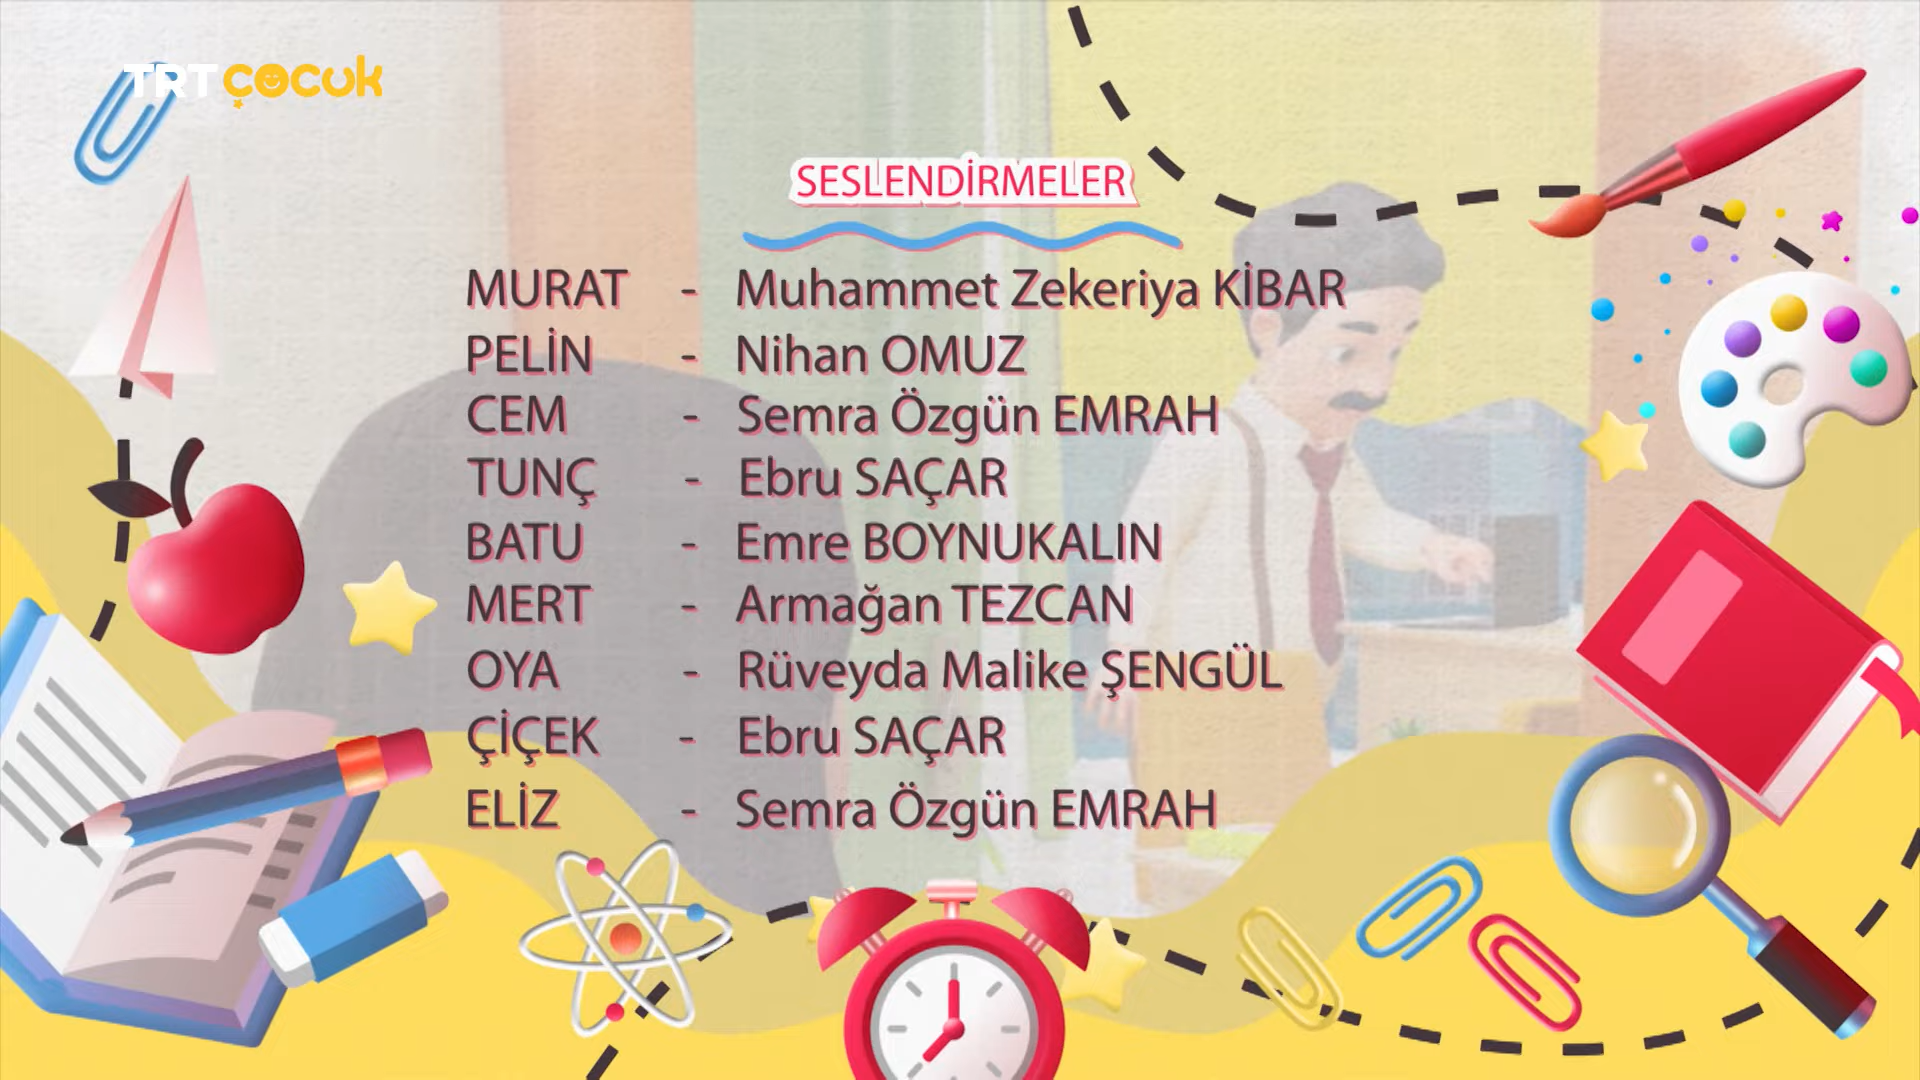 TRT çocuk
SESLENDİRMELER
MURAT - Muhammet Zekeriya KİBAR
PELİN - Nihan OMUZ
CEM - Semra Özgün EMRAH
TUNÇ - Ebru SAÇAR
BATU - Emre BOYNUKALIN
MERT - Armağan TEZCAN
OYA - Rüveyda Malike ŞENGÜL
ÇİÇEK - Ebru SAÇAR
ELİZ - Semra Özgün EMRAH